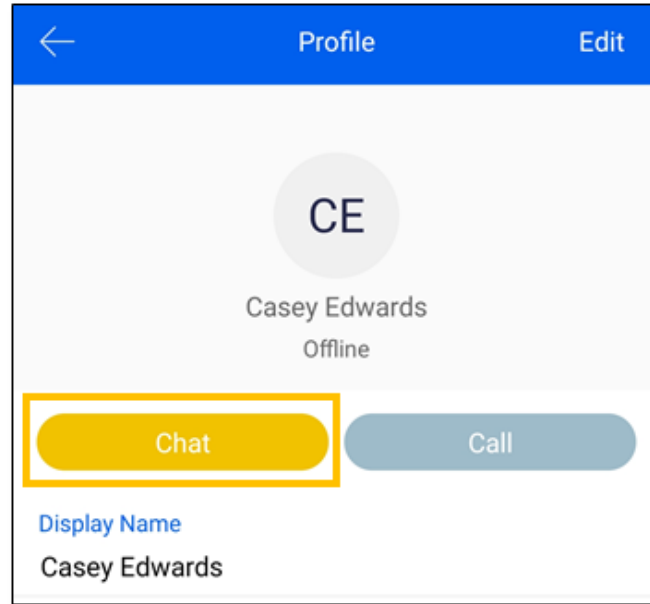 Profile Edit
CE
Casey Edwards
Offline
Chat Call
Display Name
Casey Edwards